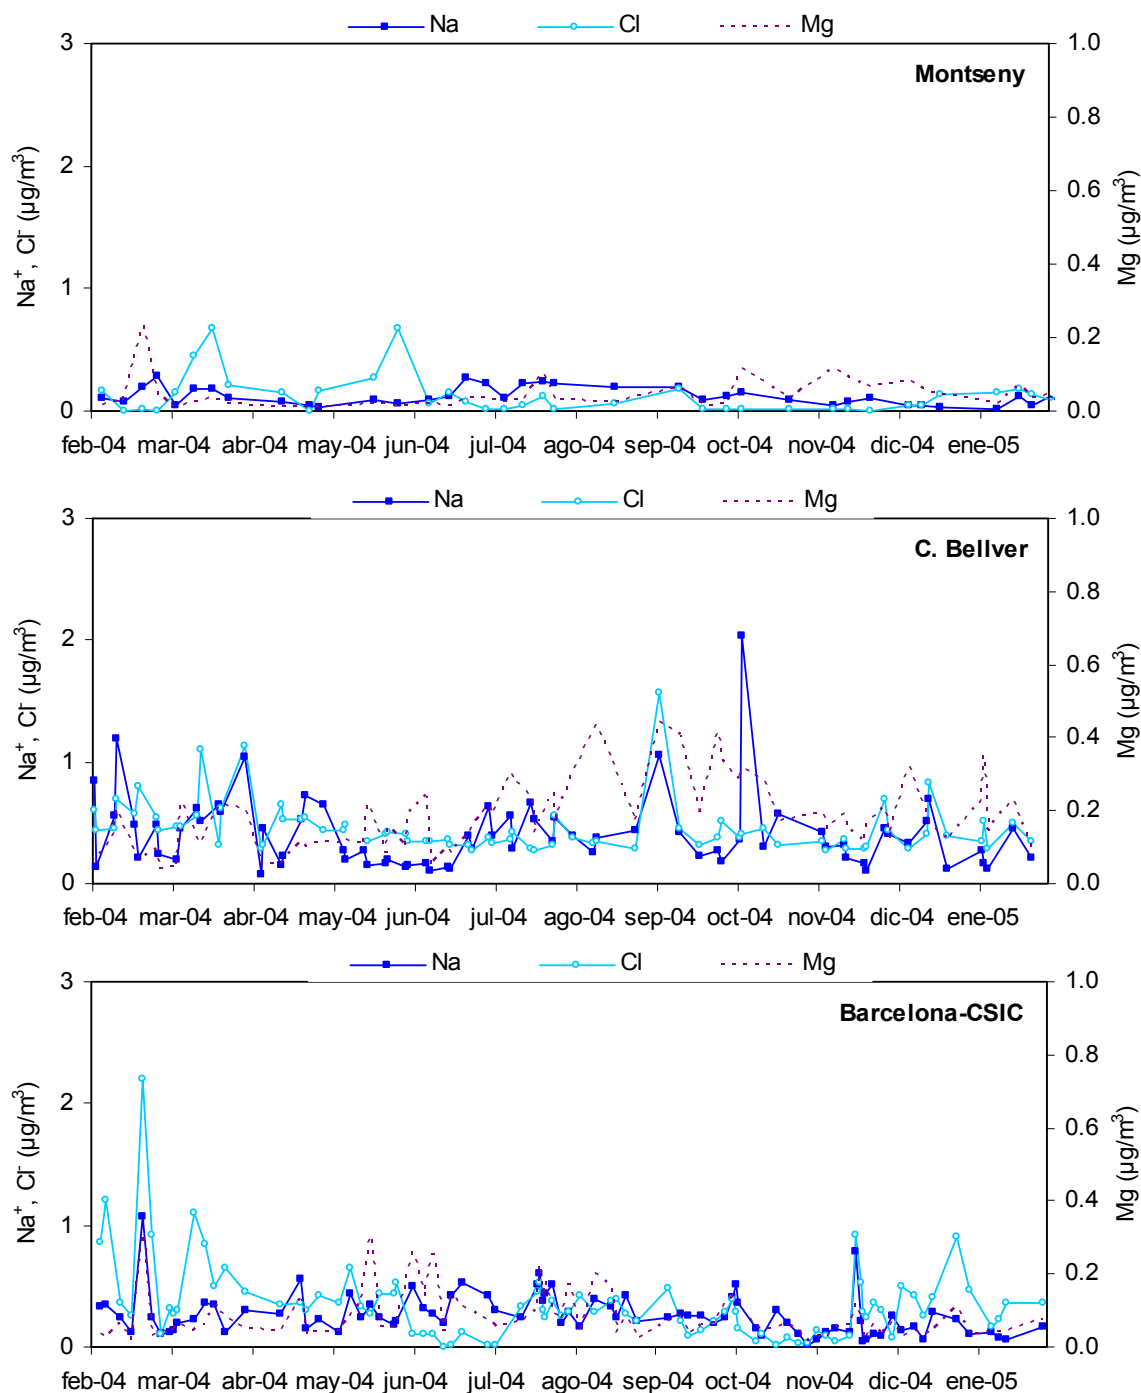 Na Cl Mg
Montseny
Na⁺, Cl⁻ (µg/m³)
Mg (µg/m³)
3
2
1
0
1.0
0.8
0.6
0.4
0.2
0.0
feb-04 mar-04 abr-04 may-04 jun-04 jul-04 ago-04 sep-04 oct-04 nov-04 dic-04 ene-05
Na Cl Mg
C. Bellver
Na⁺, Cl⁻ (µg/m³)
Mg (µg/m³)
3
2
1
0
1.0
0.8
0.6
0.4
0.2
0.0
feb-04 mar-04 abr-04 may-04 jun-04 jul-04 ago-04 sep-04 oct-04 nov-04 dic-04 ene-05
Na Cl Mg
Barcelona-CSIC
Na⁺, Cl⁻ (µg/m³)
Mg (µg/m³)
3
2
1
0
1.0
0.8
0.6
0.4
0.2
0.0
feb-04 mar-04 abr-04 may-04 jun-04 jul-04 ago-04 sep-04 oct-04 nov-04 dic-04 ene-05